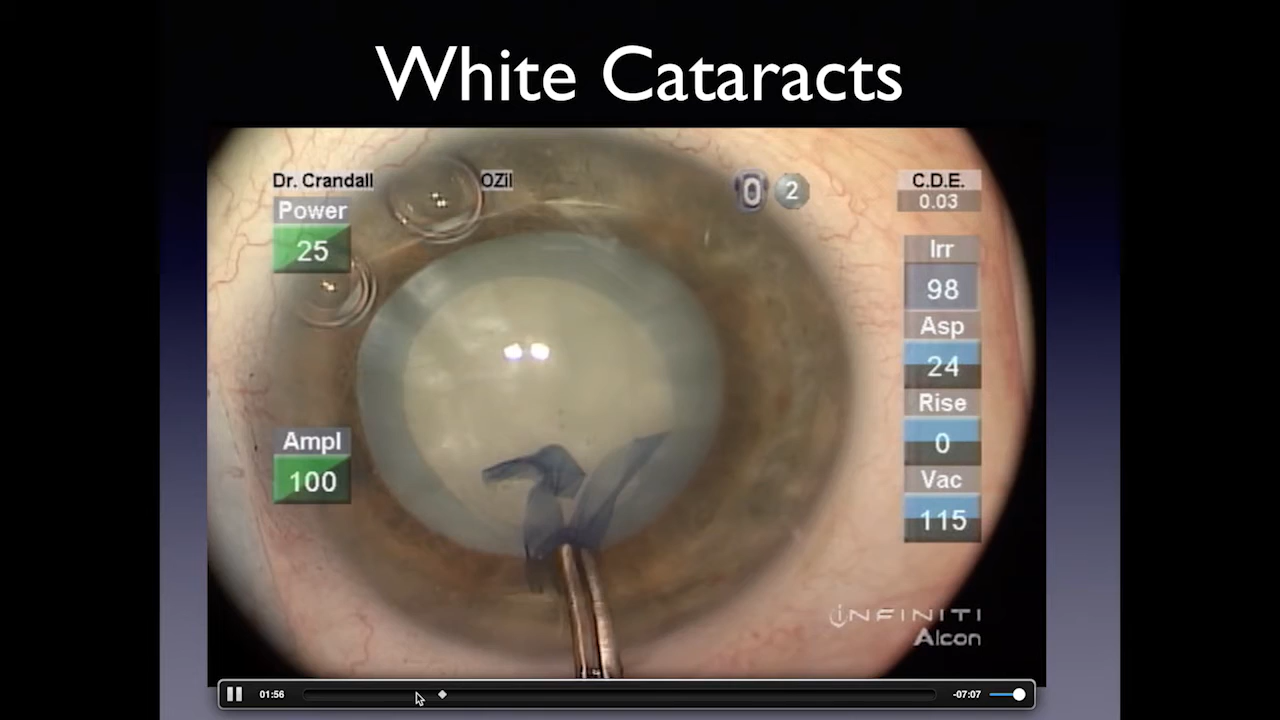 White Cataracts
Dr. Crandall
OZil
0
2
C.D.E.
0.03
Power
25
Irr
98
Asp
24
Rise
0
Ampl
100
Vac
115
INFINITI
Alcon
01:56
-07:07